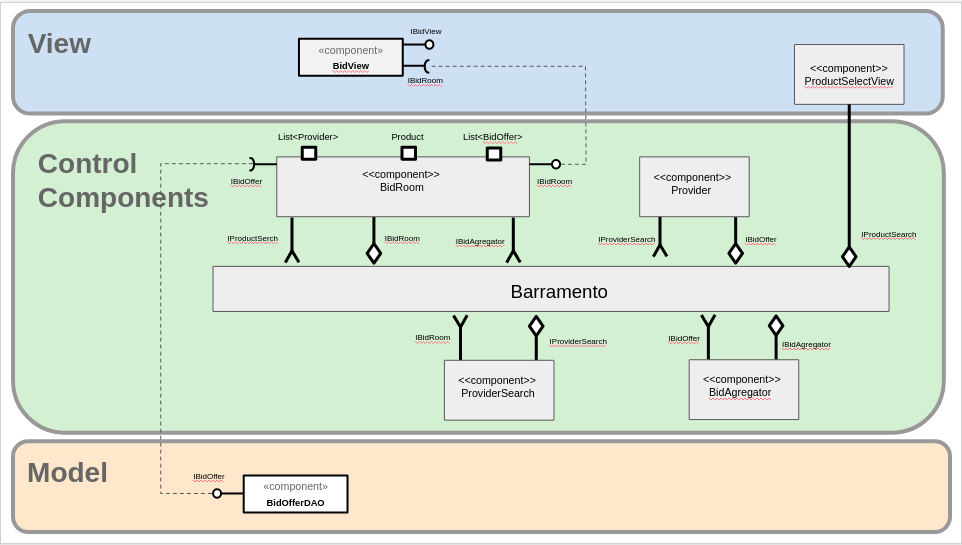 View
IBidView
«component»
BidView
IBidRoom
<<component>>
ProductSelectView
Control
Components
List<Provider>
Product
List<BidOffer>
IBidOffer
<<component>>
BidRoom
IBidRoom
<<component>>
Provider
IProductSerch
IBidRoom
IBidAgregator
IProviderSearch
IBidOffer
IProductSearch
Barramento
IBidRoom
IProviderSearch
IBidOffer
IBidAgregator
<<component>>
ProviderSearch
<<component>>
BidAgregator
Model
IBidOffer
«component»
BidOfferDAO